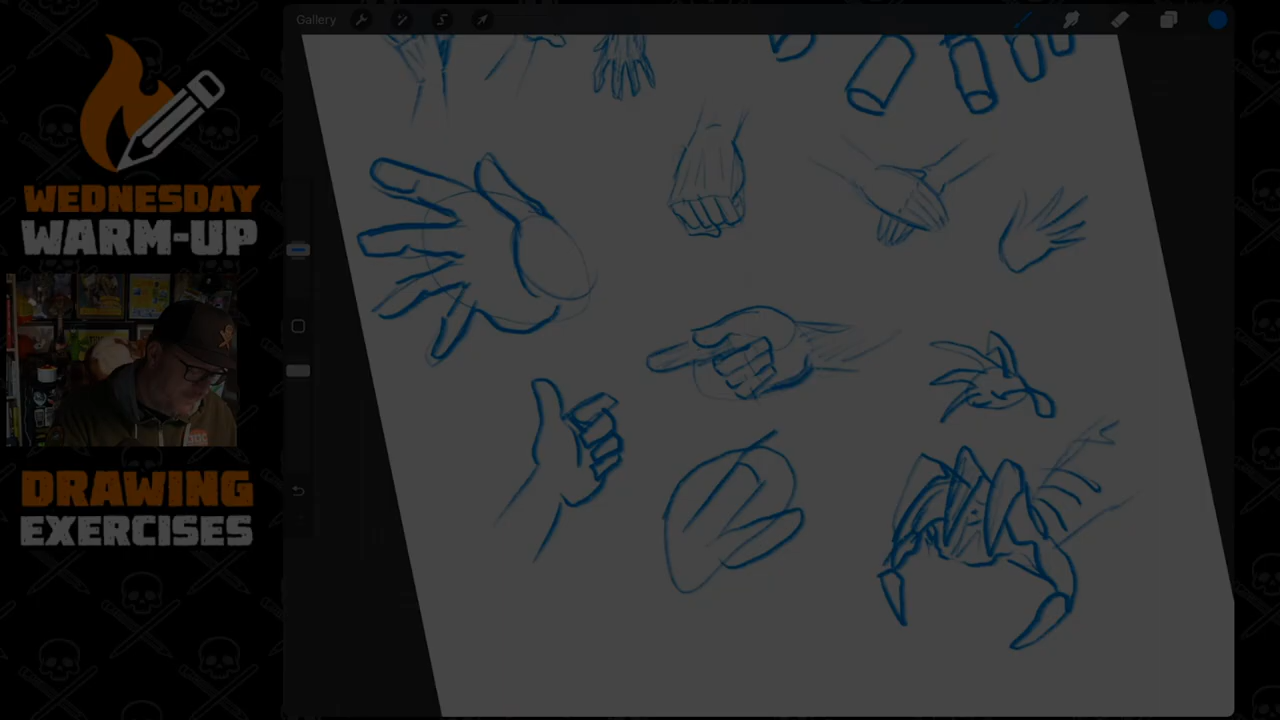 Gallery
WEDNESDAY
WARM-UP
DRAWING
EXERCISES